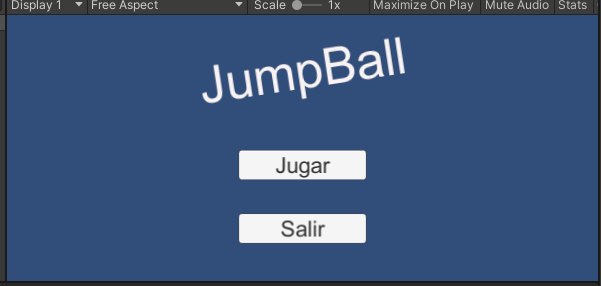 Display 1 Free Aspect Scale 1x Maximize On Play Mute Audio Stats
JumpBall
Jugar
Salir